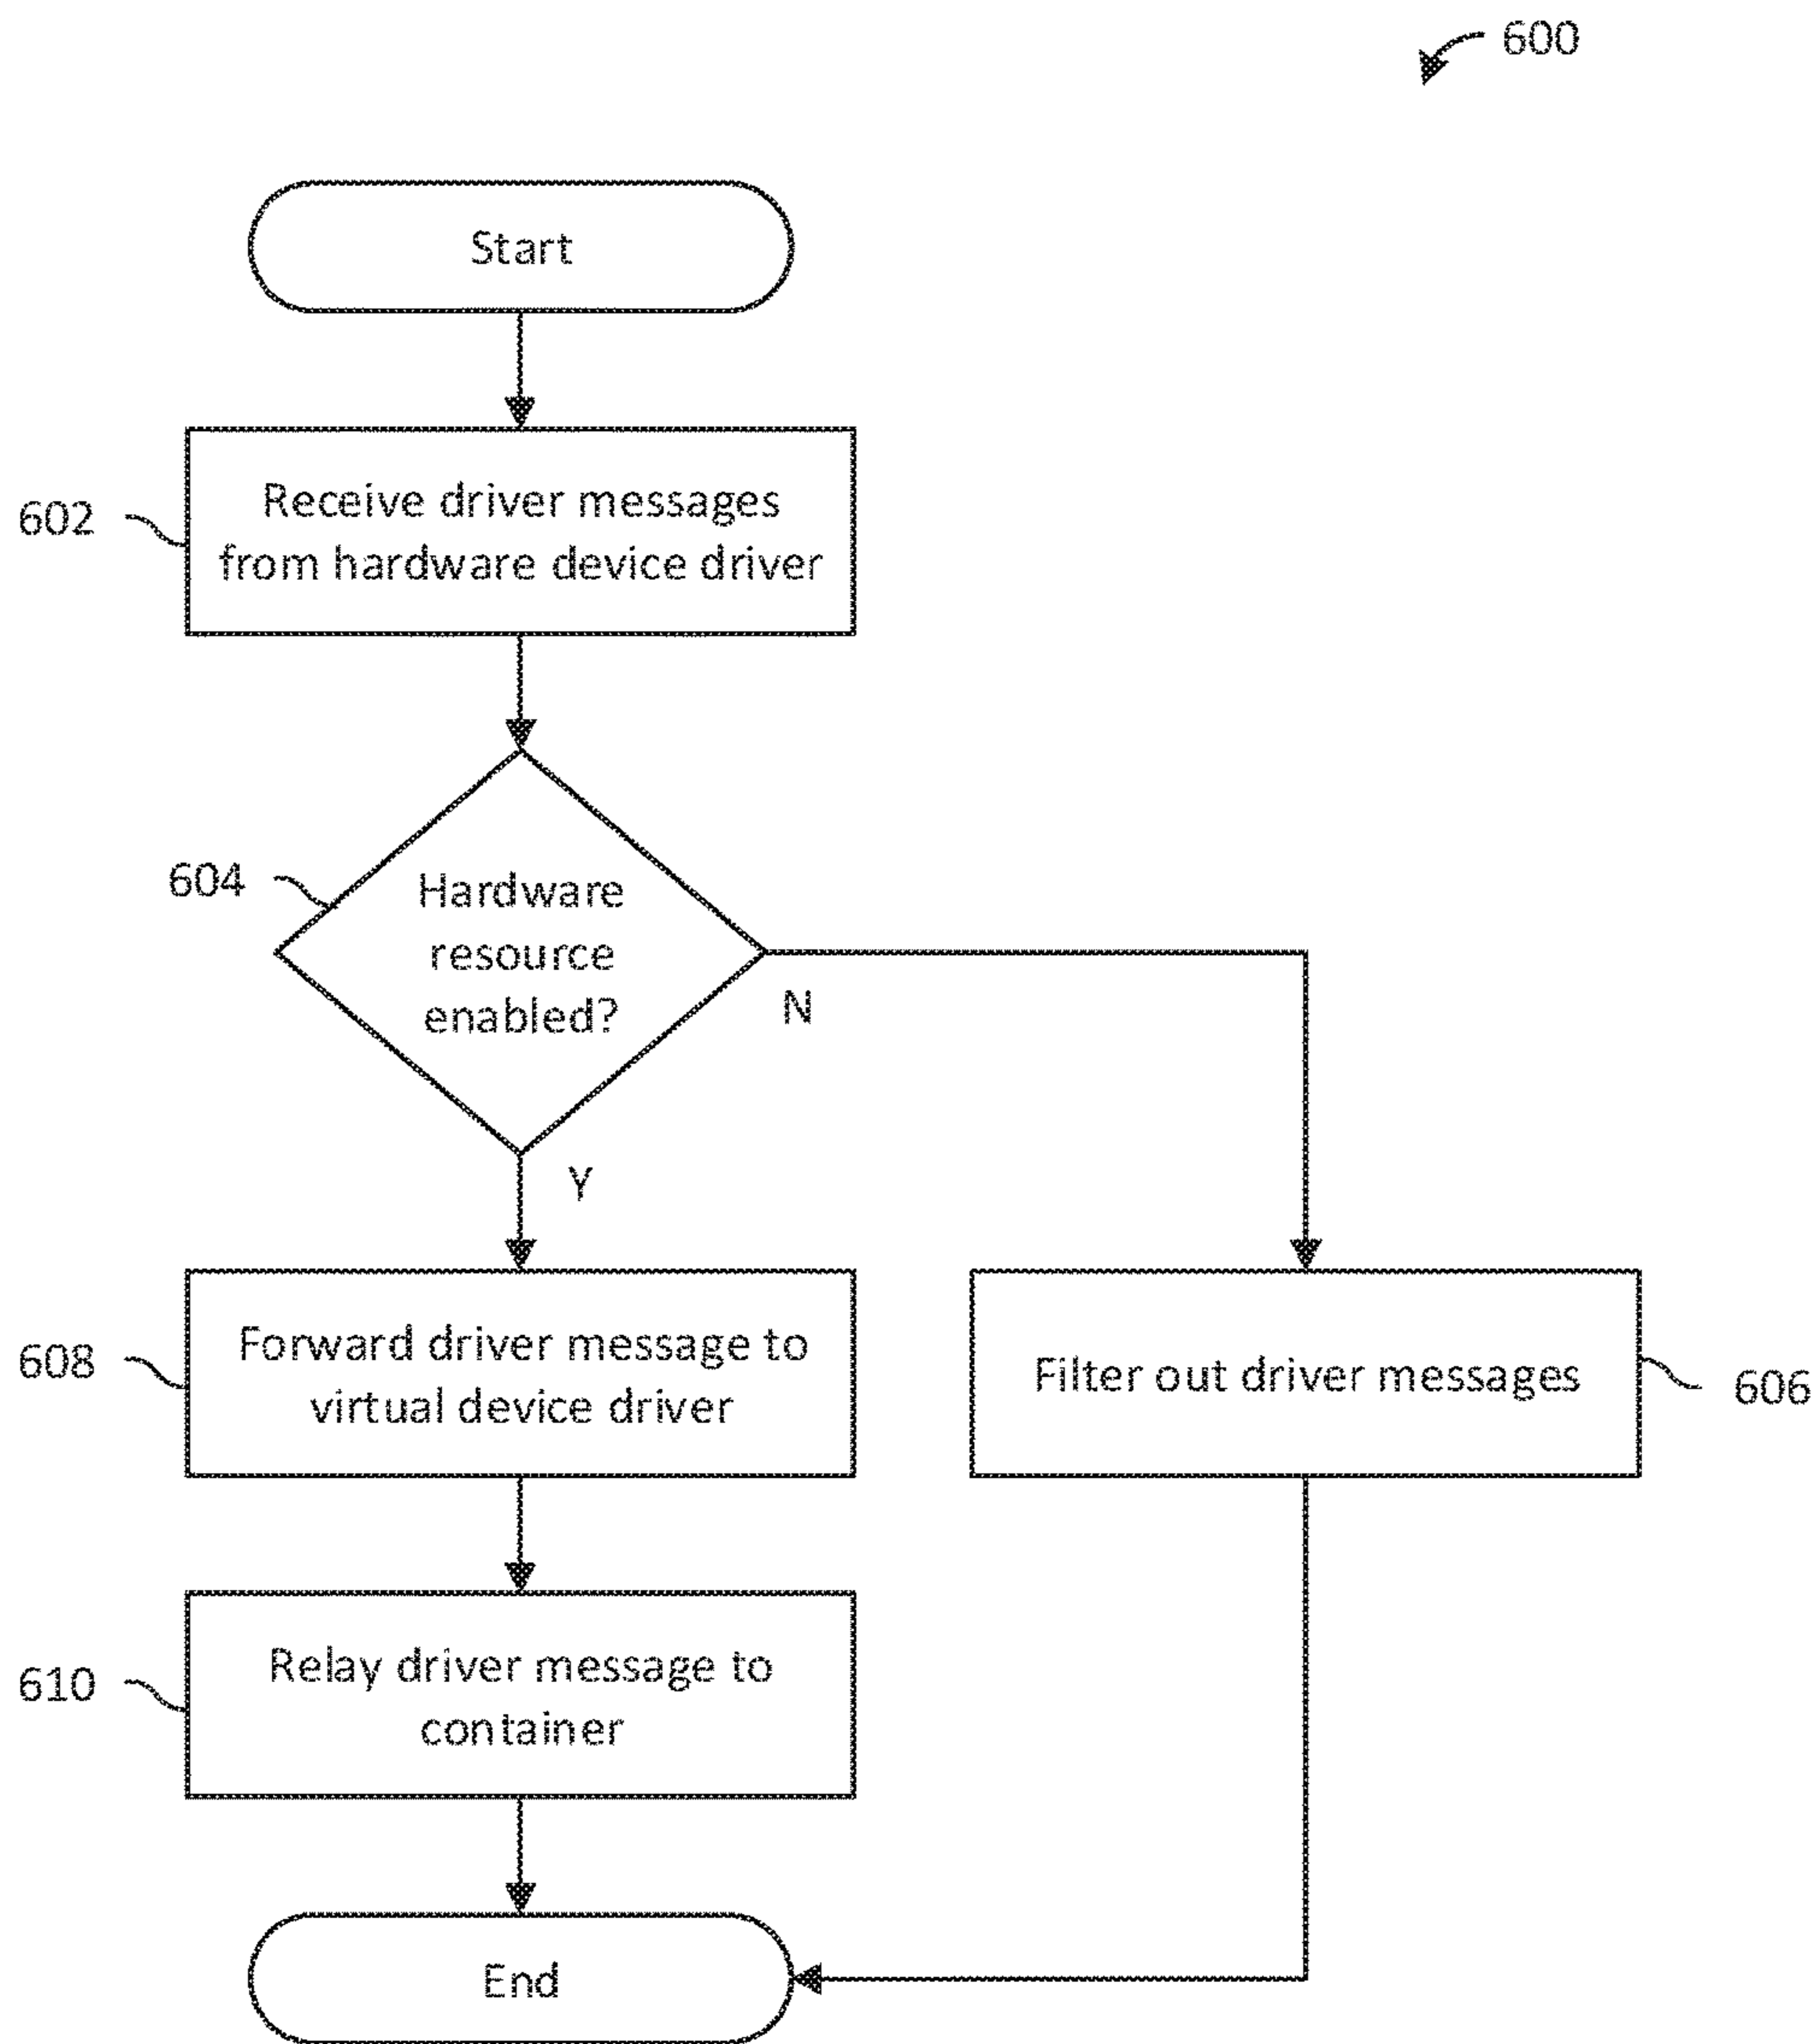 600
Start
602
Receive driver messages
from hardware device driver
604
Hardware
resource
enabled?
N
Y
608
Forward driver message to
virtual device driver
Filter out driver messages
606
610
Relay driver message to
container
End